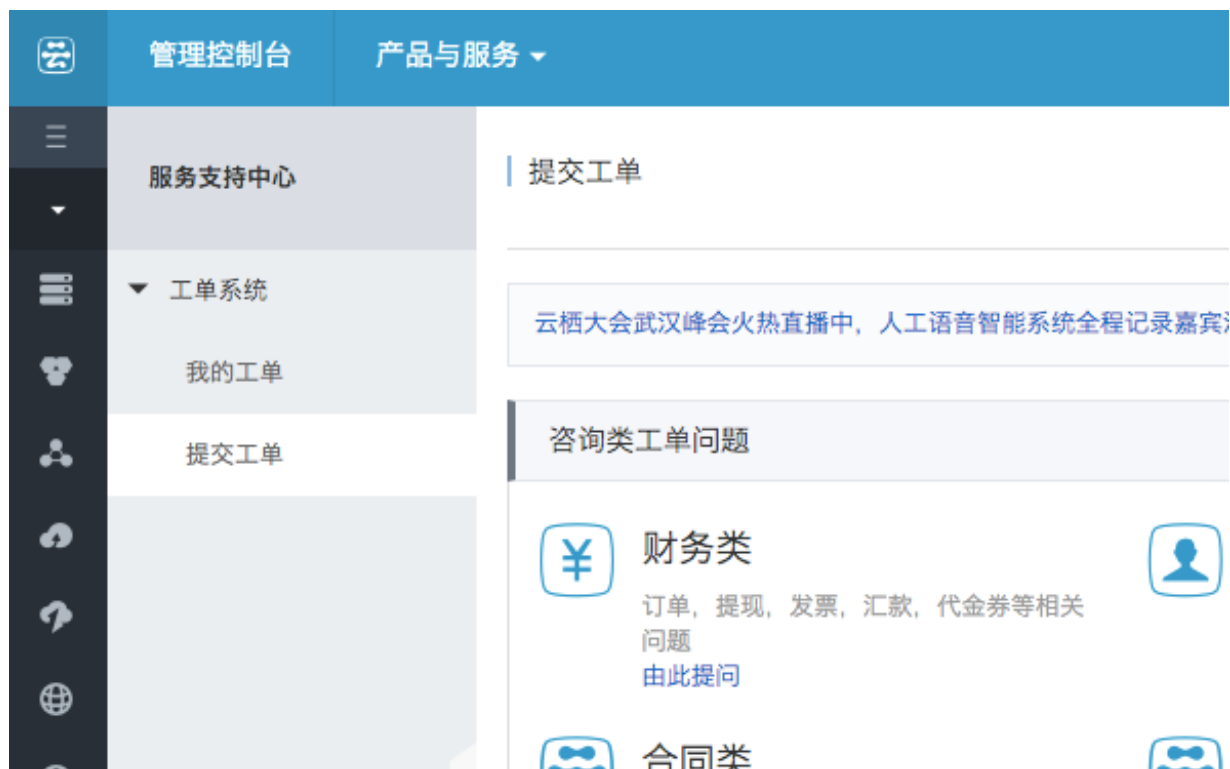 云
管理控制台
产品与服务
服务支持中心
提交工单
工单系统
云栖大会武汉峰会火热直播中，人工语音智能系统全程记录嘉宾
我的工单
提交工单
咨询类工单问题
¥
财务类
订单，提现，发票，汇款，代金券等相关
问题
由此提问
合同类